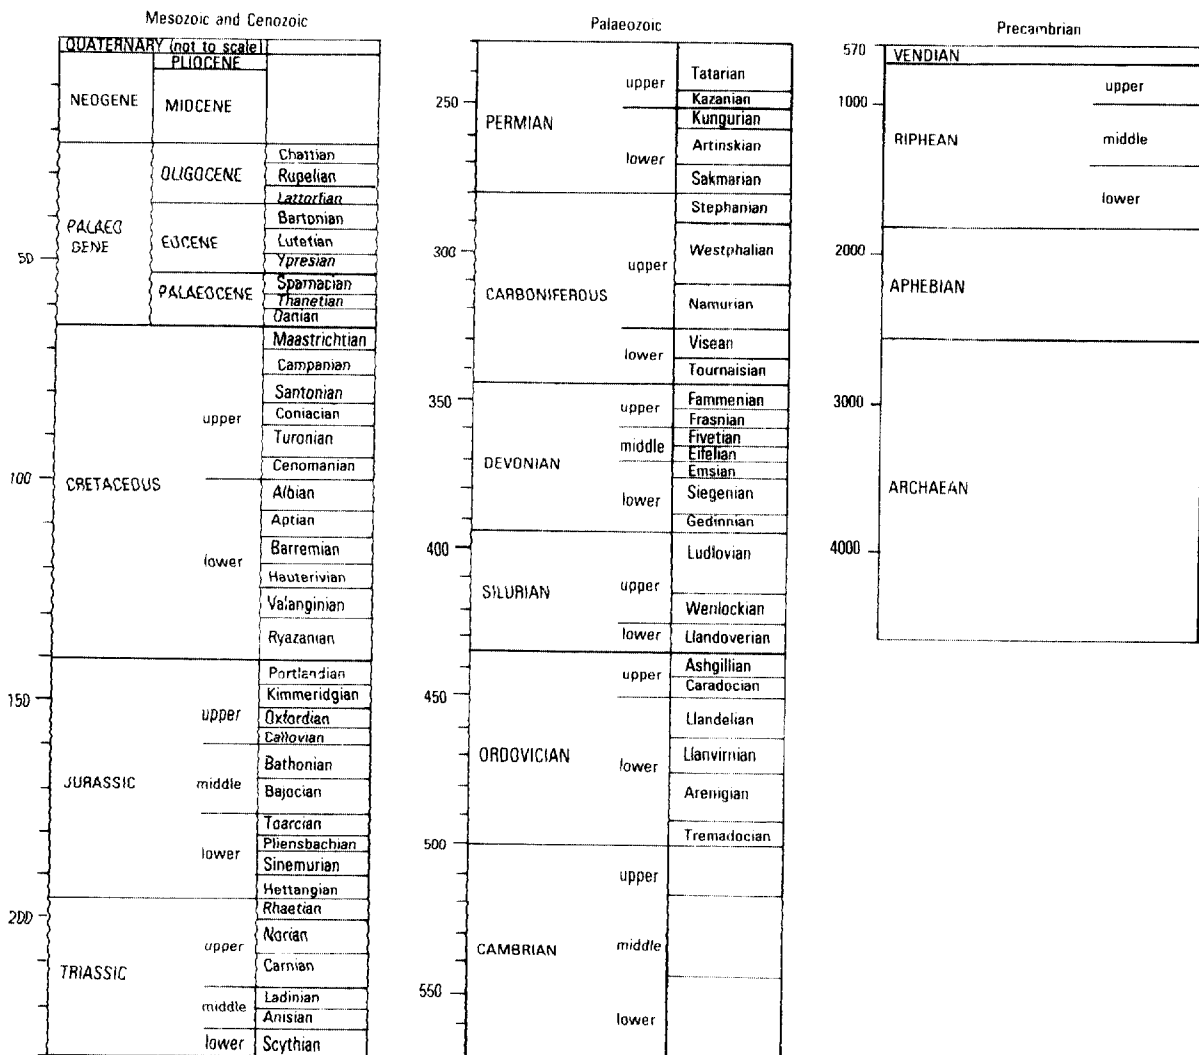 Mesozoic and Cenozoic
QUATERNARY (not to scale)
PLIOCENE
NEOGENE
MIOCENE
Chattian
OLIGOCENE
Rupelian
Lattorfian
PALAEO
GENE
Bartonian
EOCENE
Lutetian
50
Ypresian
Sparnacian
PALAEOCENE
Thanetian
Danian
Maastrichtian
Campanian
Santonian
upper
Coniacian
Turonian
Cenomanian
100
CRETACEOUS
Albian
Aptian
Barremian
lower
Hauterivian
Valanginian
Ryazanian
Portlandian
150
Kimmeridgian
upper
Oxfordian
Callovian
Bathonian
JURASSIC
middle
Bajocian
Toarcian
Pliensbachian
lower
Sinemurian
Hettangian
200
Rhaetian
upper
Norian
Carnian
TRIASSIC
Ladinian
middle
Anisian
lower
Scythian
Palaeozoic
upper
Tatarian
250
Kazanian
PERMIAN
Kungurian
Artinskian
lower
Sakmarian
Stephanian
300
Westphalian
upper
CARBONIFEROUS
Namurian
Visean
lower
Tournaisian
350
Fammenian
upper
Frasnian
Fivetian
middle
Eifelian
DEVONIAN
Emsian
Siegenian
lower
Gedinnian
400
Ludlovian
SILURIAN
upper
Wenlockian
lower
Llandoverian
Ashgillian
upper
Caradocian
450
Llandelian
ORDOVICIAN
Llanvirnian
lower
Arenigian
Tremadocian
500
upper
CAMBRIAN
middle
550
lower
Precambrian
570
VENDIAN
upper
1000
RIPHEAN
middle
lower
2000
APHEBIAN
3000
ARCHAEAN
4000